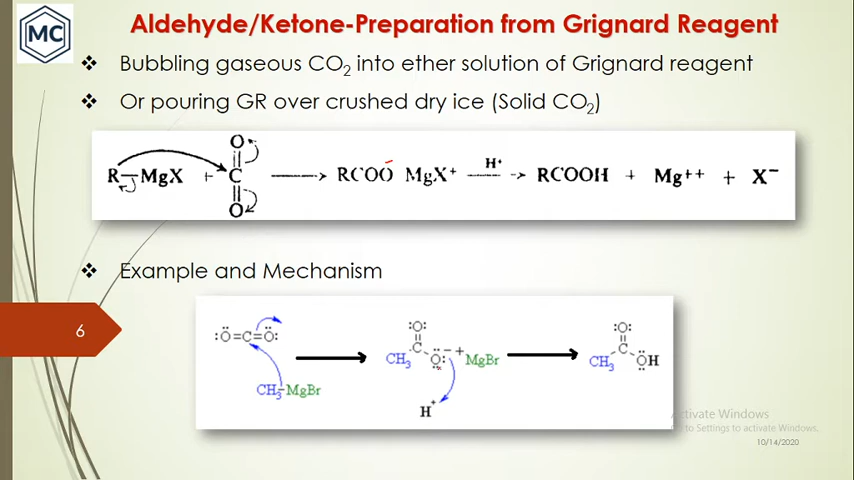 MC
Aldehyde/Ketone-Preparation from Grignard Reagent
❖ Bubbling gaseous CO₂ into ether solution of Grignard reagent
❖ Or pouring GR over crushed dry ice (Solid CO₂)
O
R—MgX + C ⟶ RCOO⁻ MgX⁺ —H⁺→ RCOOH + Mg⁺⁺ + X⁻
O
❖ Example and Mechanism
6
:Ö=C=Ö:
CH₃–MgBr
:O:
C
CH₃ Ö:⁻ ⁺MgBr
H⁺
:O:
C
CH₃ ÖH
Activate Windows
Go to Settings to activate Windows.
10/14/2020